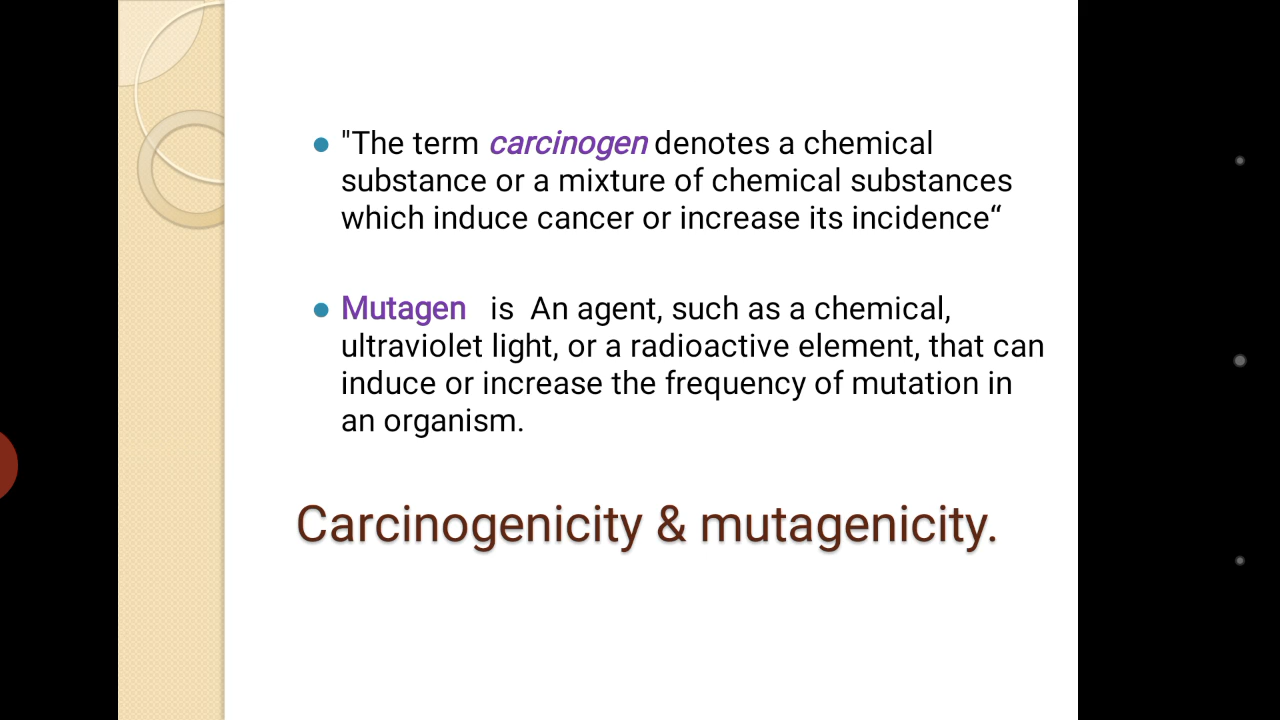 "The term carcinogen denotes a chemical
substance or a mixture of chemical substances
which induce cancer or increase its incidence“
Mutagen is An agent, such as a chemical,
ultraviolet light, or a radioactive element, that can
induce or increase the frequency of mutation in
an organism.
Carcinogenicity & mutagenicity.